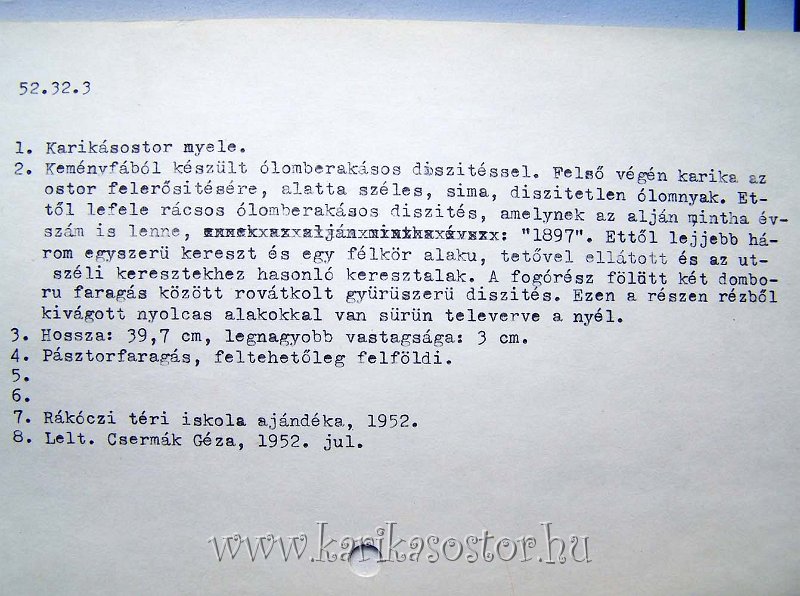 52.32.3
1. Karikásostor nyele.
2. Keményfából készült ólomberakásos diszitéssel. Felső végén karika az
ostor felerősitésére, alatta széles, sima, diszitetlen ólomnyak. Et-
től lefele rácsos ólomberakásos diszités, amelynek az alján mintha év-
szám is lenne, : "1897". Ettől lejjebb há-
rom egyszerü kereszt és egy félkör alaku, tetővel ellátott és az ut-
széli keresztekhez hasonló keresztalak. A fogórész fölött két dombo-
ru faragás között rovátkolt gyürüszerü diszités. Ezen a részen rézből
kivágott nyolcas alakokkal van sürün televerve a nyél.
3. Hossza: 39,7 cm, legnagyobb vastagsága: 3 cm.
4. Pásztorfaragás, feltehetőleg felföldi.
5.
6.
7. Rákóczi téri iskola ajándéka, 1952.
8. Lelt. Csermák Géza, 1952. jul.
www.karikasostor.hu